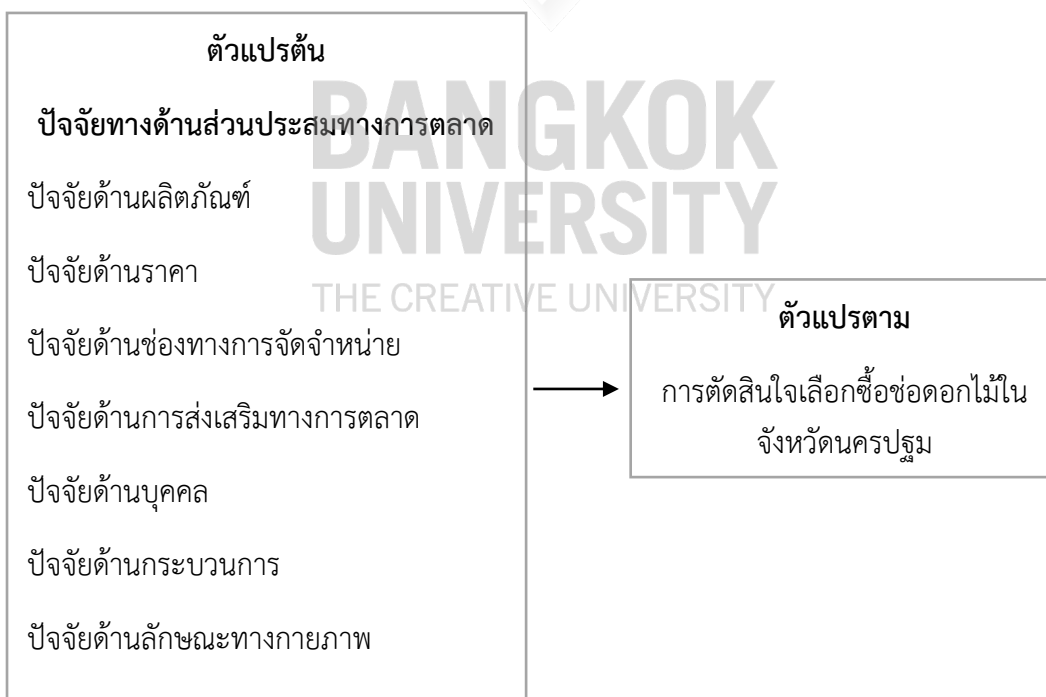 ตัวแปรต้น
ปัจจัยทางด้านส่วนประสมทางการตลาด
ปัจจัยด้านผลิตภัณฑ์
ปัจจัยด้านราคา
ปัจจัยด้านช่องทางการจัดจำหน่าย
ปัจจัยด้านการส่งเสริมทางการตลาด
ปัจจัยด้านบุคคล
ปัจจัยด้านกระบวนการ
ปัจจัยด้านลักษณะทางกายภาพ
BANGKOK
UNIVERSITY
THE CREATIVE UNIVERSITY
ตัวแปรตาม
การตัดสินใจเลือกซื้อช่อดอกไม้ใน
จังหวัดนครปฐม